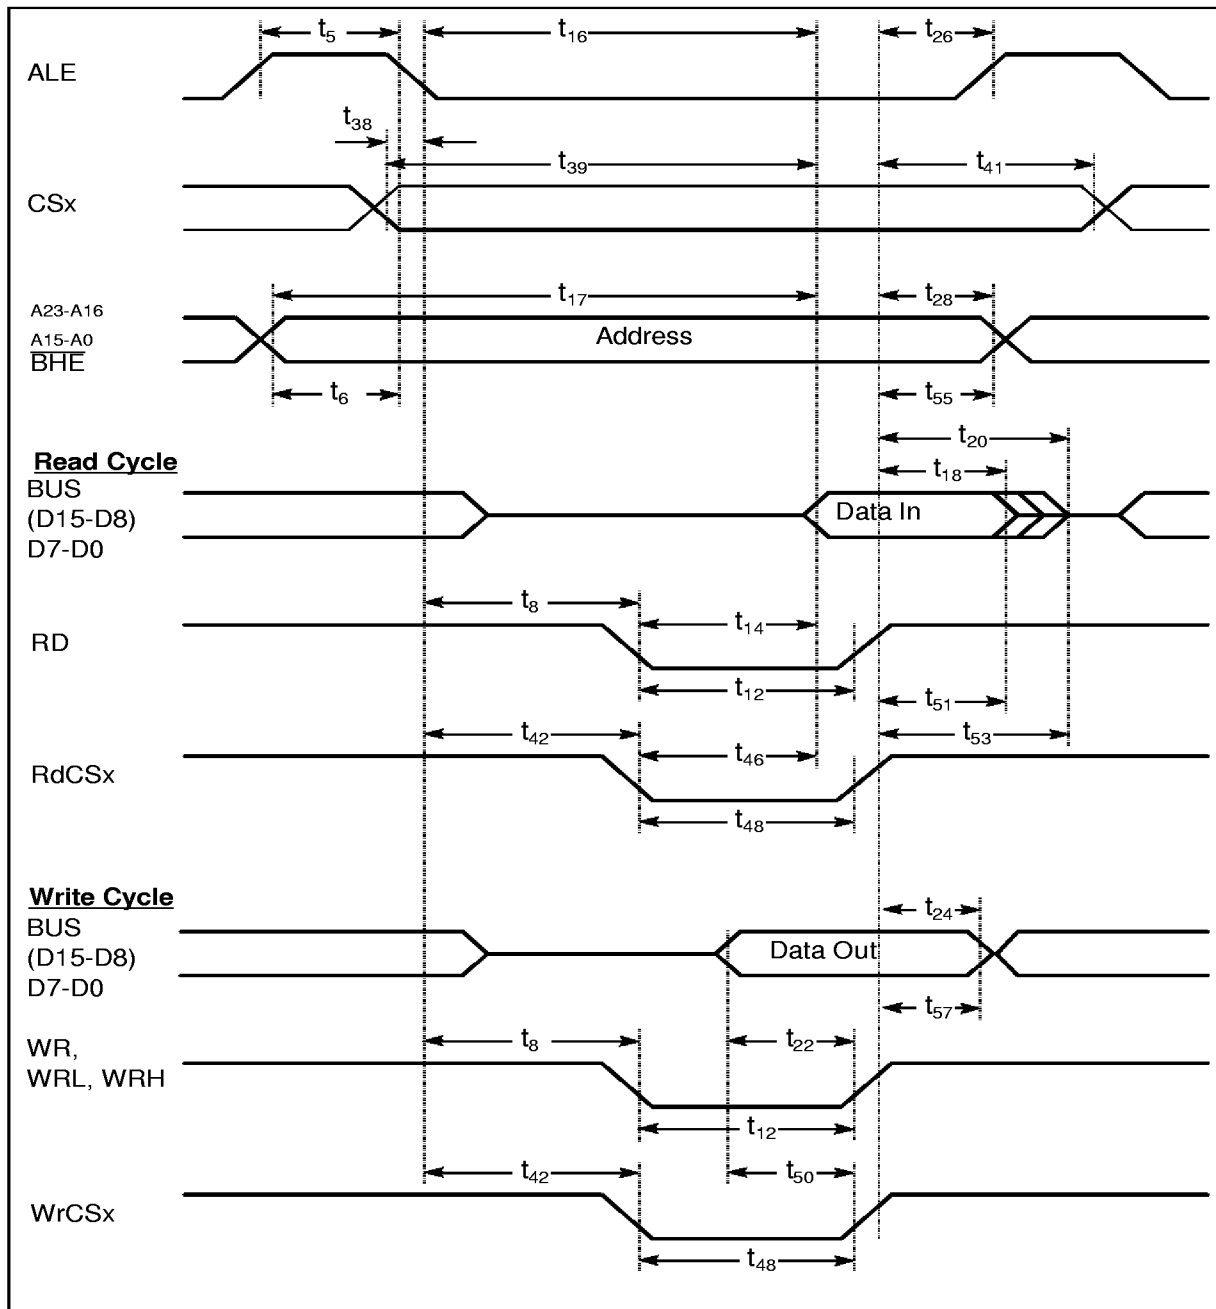 t5 t16 t26
ALE
t38
t39 t41
CSx
t17 t28
A23-A16
Address
A15-A0
BHE
t6 t55
t20
Read Cycle
t18
BUS
(D15-D8)
Data In
D7-D0
t8
t14
RD
t12
t51
t42
t46
t53
RdCSx
t48
Write Cycle
t24
BUS
(D15-D8)
Data Out
D7-D0
t57
t8 t22
WR,
WRL, WRH
t12
t42 t50
WrCSx
t48